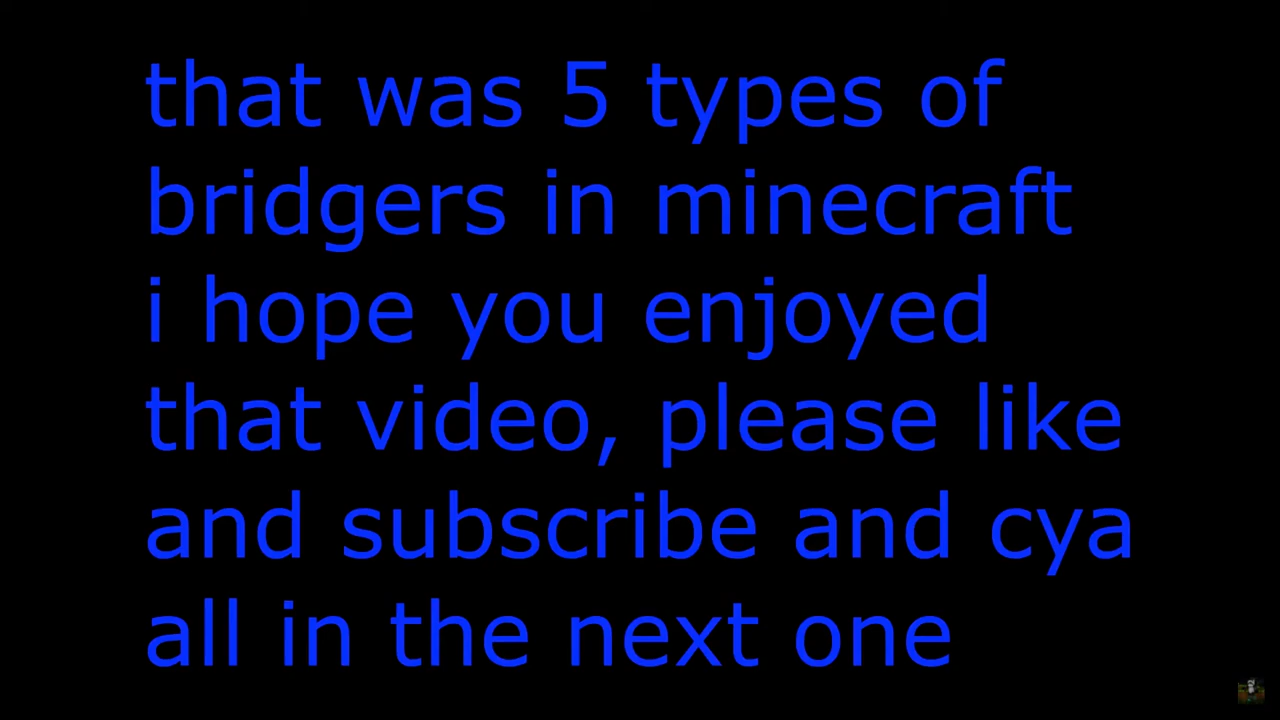 that was 5 types of
bridgers in minecraft
i hope you enjoyed
that video, please like
and subscribe and cya
all in the next one